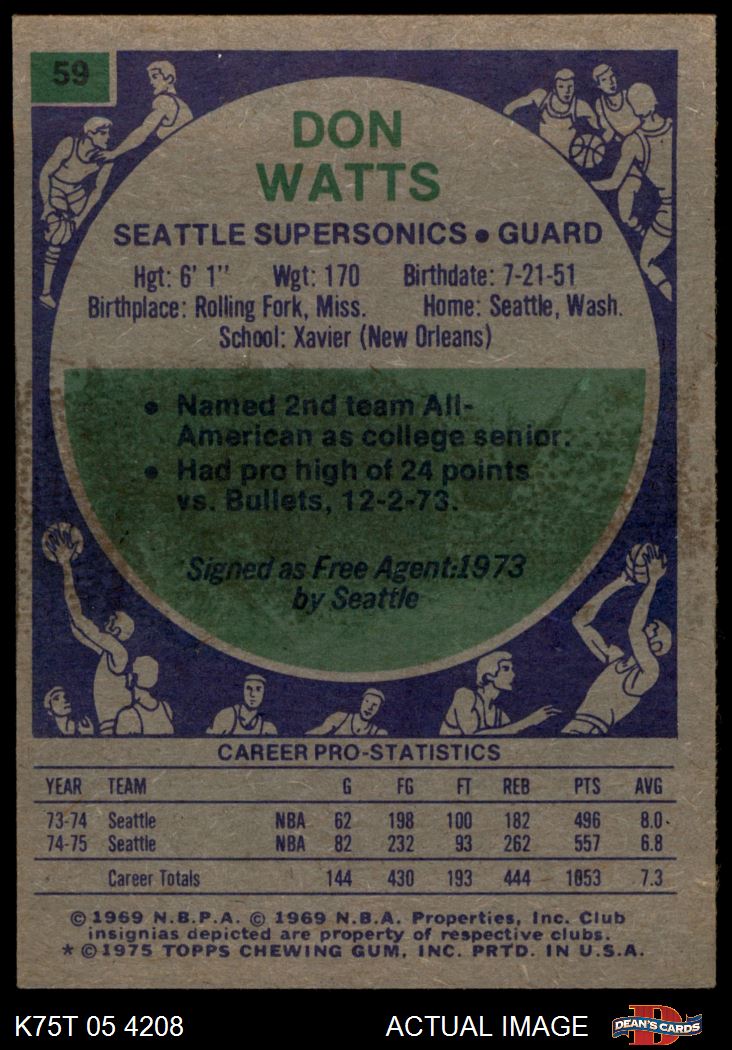 59
DON
WATTS
SEATTLE SUPERSONICS • GUARD
Hgt: 6' 1" Wgt: 170 Birthdate: 7-21-51
Birthplace: Rolling Fork, Miss. Home: Seattle, Wash.
School: Xavier (New Orleans)
• Named 2nd team All-
American as college senior.
• Had pro high of 24 points
vs. Bullets, 12-2-73.
Signed as Free Agent:1973
by Seattle
CAREER PRO-STATISTICS
YEAR TEAM G FG FT REB PTS AVG
73-74 Seattle NBA 62 198 100 182 496 8.0
74-75 Seattle NBA 82 232 93 262 557 6.8
Career Totals 144 430 193 444 1053 7.3
© 1969 N.B.P.A. © 1969 N.B.A. Properties, Inc. Club
insignias depicted are property of respective clubs.
* © 1975 TOPPS CHEWING GUM, INC. PRTD. IN U.S.A.
K75T 05 4208 ACTUAL IMAGE D DEAN'S CARDS